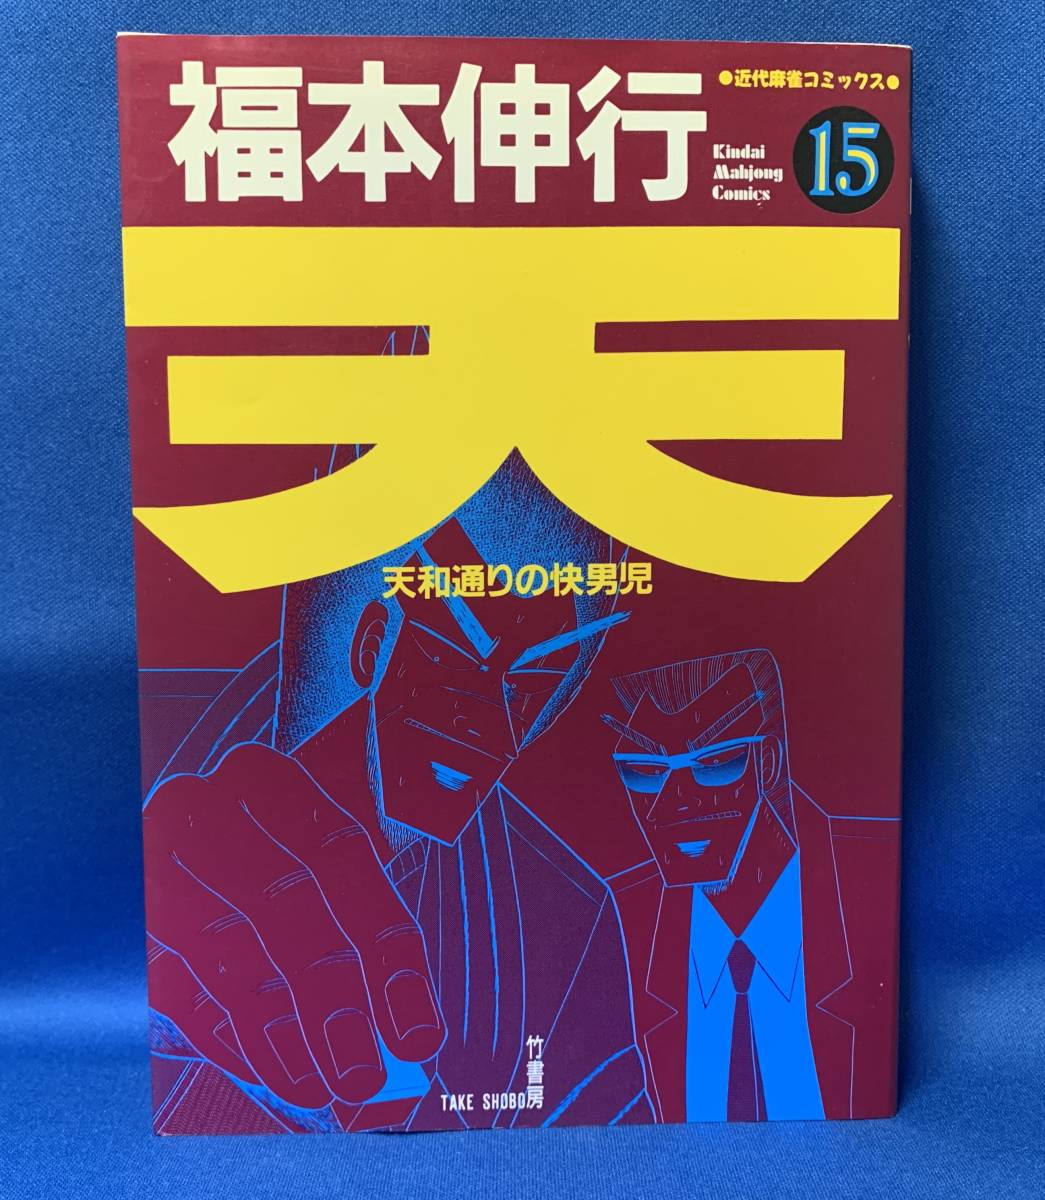 福本伸行
●近代麻雀コミックス●
Kindai
Mahjong
Comics
15
天
天和通りの快男児
竹書房
TAKE SHOBO